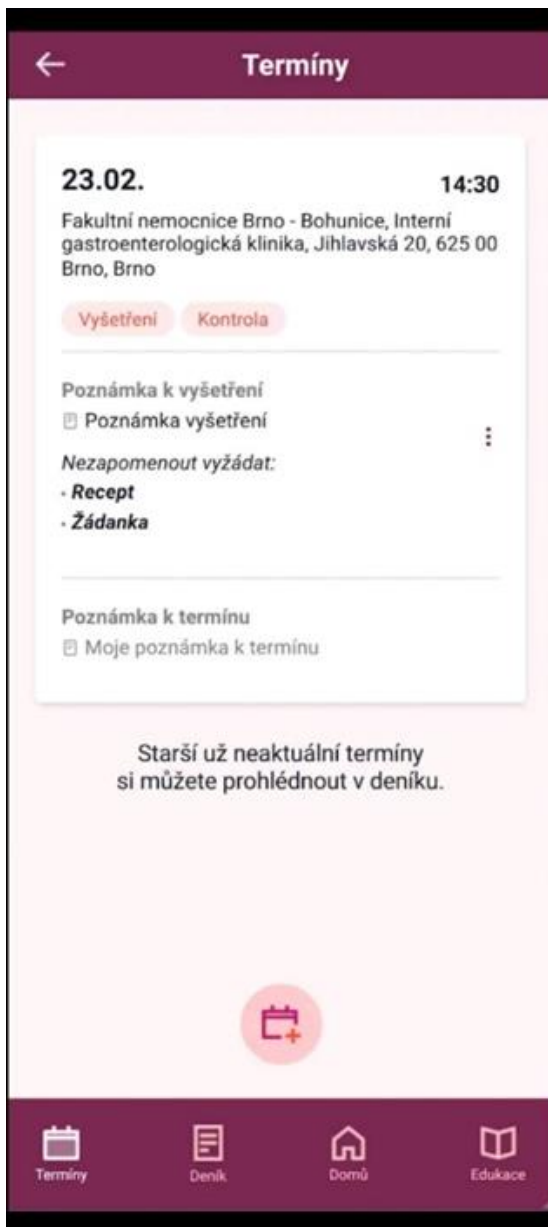 Termíny
23.02.
14:30
Fakultní nemocnice Brno - Bohunice, Interní
gastroenterologická klinika, Jihlavská 20, 625 00
Brno, Brno
Vyšetření Kontrola
Poznámka k vyšetření
Poznámka vyšetření
Nezapomenout vyžádat:
- Recept
- Žádanka
Poznámka k termínu
Moje poznámka k termínu
Starší už neaktuální termíny
si můžete prohlédnout v deníku.
Termíny Deník Domů Edukace